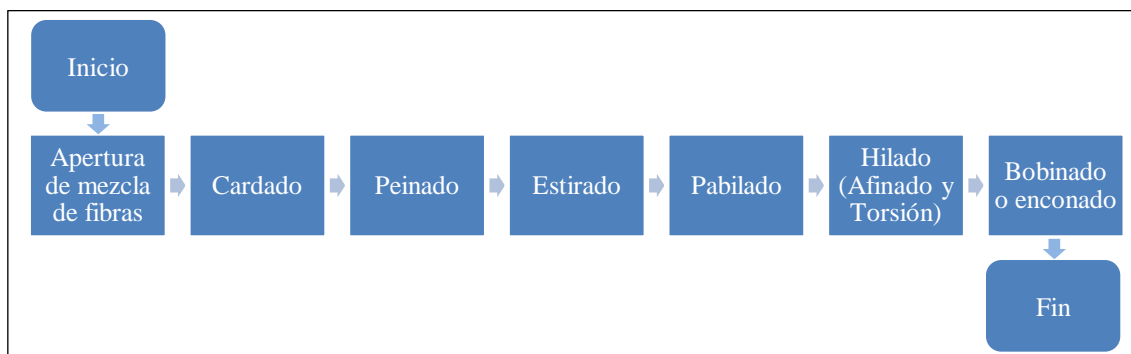 Inicio
Apertura
de mezcla
de fibras
Cardado
Peinado
Estirado
Pabilado
Hilado
(Afinado y
Torsión)
Bobinado
o enconado
Fin